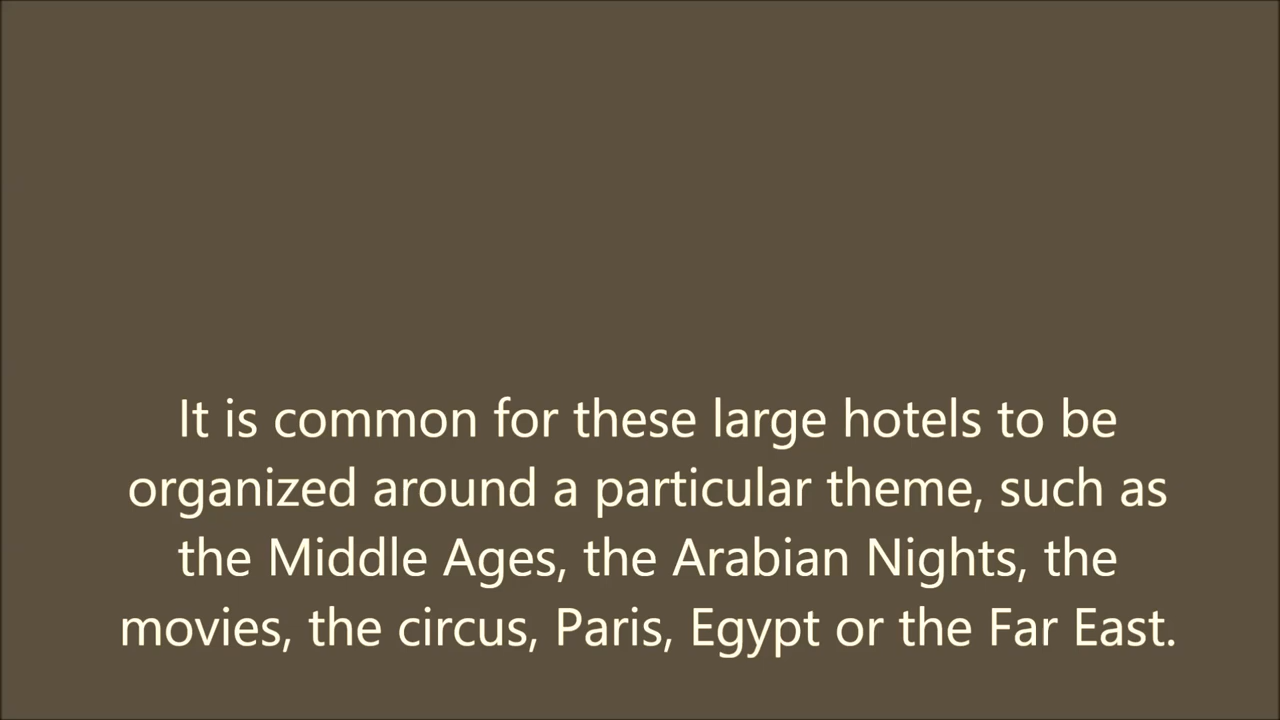 It is common for these large hotels to be
organized around a particular theme, such as
the Middle Ages, the Arabian Nights, the
movies, the circus, Paris, Egypt or the Far East.